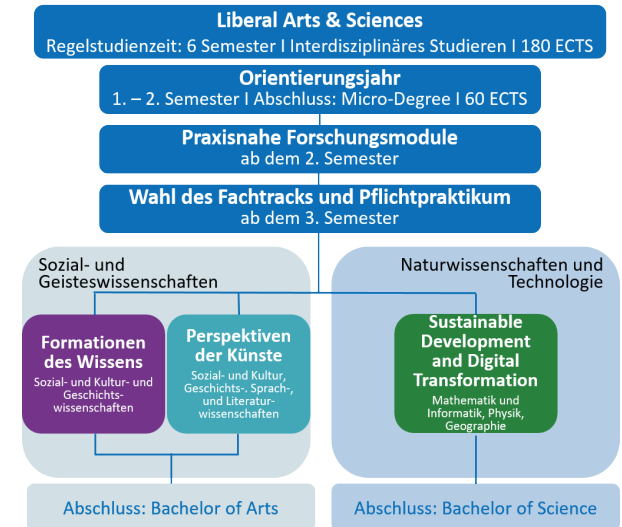 Liberal Arts & Sciences
Regelstudienzeit: 6 Semester I Interdisziplinäres Studieren I 180 ECTS
Orientierungsjahr
1. – 2. Semester I Abschluss: Micro-Degree I 60 ECTS
Praxisnahe Forschungsmodule
ab dem 2. Semester
Wahl des Fachtracks und Pflichtpraktikum
ab dem 3. Semester
Sozial- und
Geisteswissenschaften
Formationen
des Wissens
Sozial- und Kultur- und
Geschichts-
wissenschaften
Perspektiven
der Künste
Sozial- und Kultur,
Geschichts-. Sprach-,
und Literatur-
wissenschaften
Abschluss: Bachelor of Arts
Naturwissenschaften und
Technologie
Sustainable
Development
and Digital
Transformation
Mathematik und
Informatik, Physik,
Geographie
Abschluss: Bachelor of Science